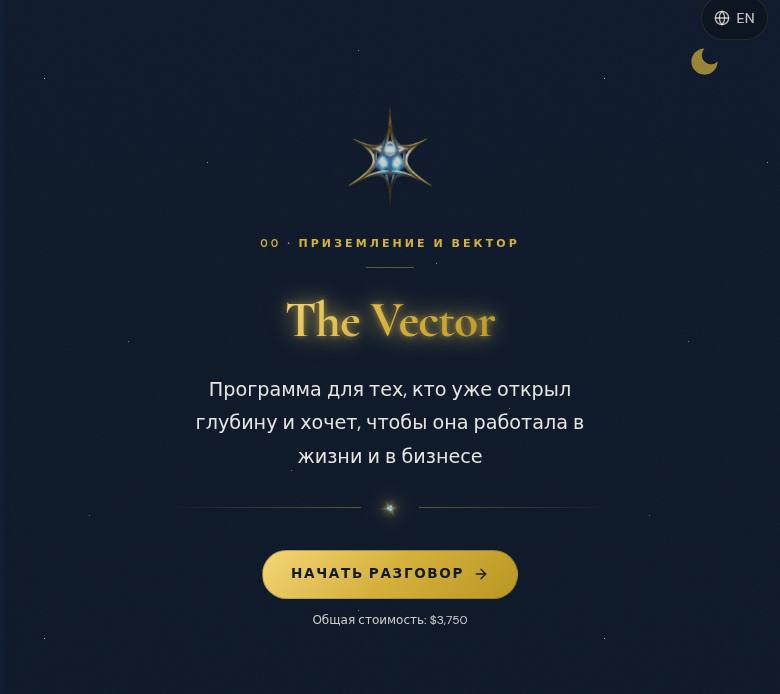 EN
00 · ПРИЗЕМЛЕНИЕ И ВЕКТОР
The Vector
Программа для тех, кто уже открыл
глубину и хочет, чтобы она работала в
жизни и в бизнесе
НАЧАТЬ РАЗГОВОР →
Общая стоимость: $3,750